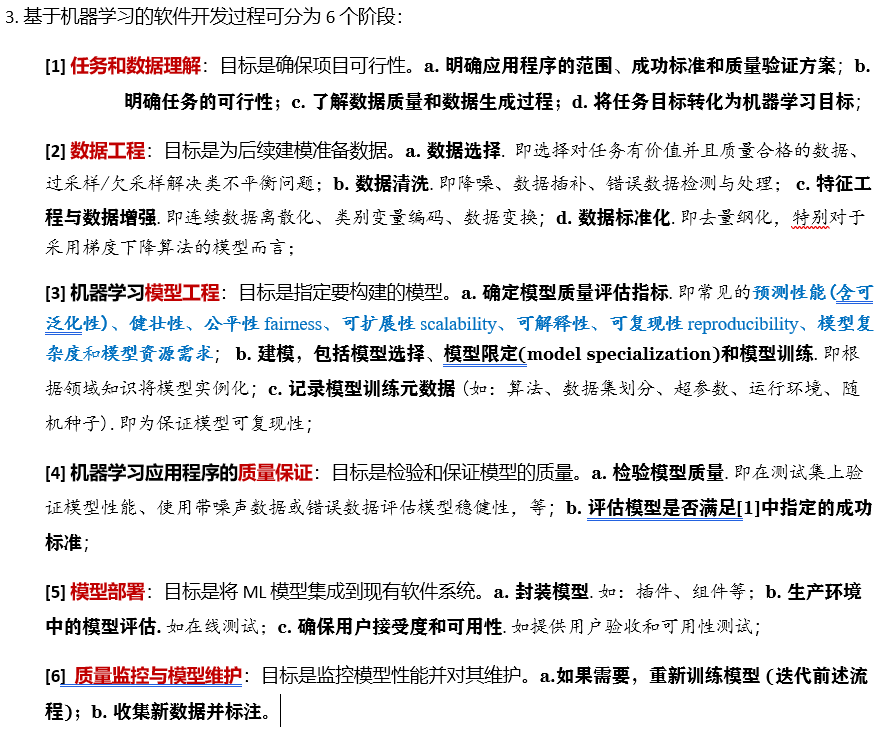 3. 基于机器学习的软件开发过程可分为 6 个阶段：
[1] 任务和数据理解：目标是确保项目可行性。a. 明确应用程序的范围、成功标准和质量验证方案；b.
明确任务的可行性；c. 了解数据质量和数据生成过程；d. 将任务目标转化为机器学习目标；
[2] 数据工程：目标是为后续建模准备数据。a. 数据选择. 即选择对任务有价值并且质量合格的数据、
过采样/欠采样解决类不平衡问题；b. 数据清洗. 即降噪、数据插补、错误数据检测与处理；c. 特征工
程与数据增强. 即连续数据离散化、类别变量编码、数据变换；d. 数据标准化. 即去量纲化，特别对于
采用梯度下降算法的模型而言；
[3] 机器学习模型工程：目标是指定要构建的模型。a. 确定模型质量评估指标. 即常见的预测性能(含可
泛化性)、健壮性、公平性 fairness、可扩展性 scalability、可解释性、可复现性 reproducibility、模型复
杂度和模型资源需求；b. 建模，包括模型选择、模型限定(model specialization)和模型训练. 即根
据领域知识将模型实例化；c. 记录模型训练元数据 (如：算法、数据集划分、超参数、运行环境、随
机种子). 即为保证模型可复现性；
[4] 机器学习应用程序的质量保证：目标是检验和保证模型的质量。a. 检验模型质量. 即在测试集上验
证模型性能、使用带噪声数据或错误数据评估模型稳健性，等；b. 评估模型是否满足[1]中指定的成功
标准；
[5] 模型部署：目标是将 ML 模型集成到现有软件系统。a. 封装模型. 如：插件、组件等；b. 生产环境
中的模型评估. 如在线测试；c. 确保用户接受度和可用性. 如提供用户验收和可用性测试；
[6] 质量监控与模型维护：目标是监控模型性能并对其维护。a.如果需要，重新训练模型 (迭代前述流
程)；b. 收集新数据并标注。